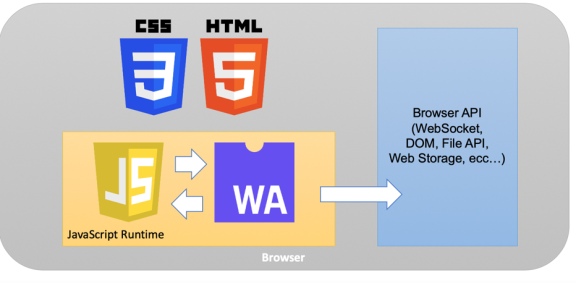 CSS HTML
3 5
Browser API
(WebSocket,
DOM, File API,
Web Storage, ecc...)
JS WA
JavaScript Runtime
Browser